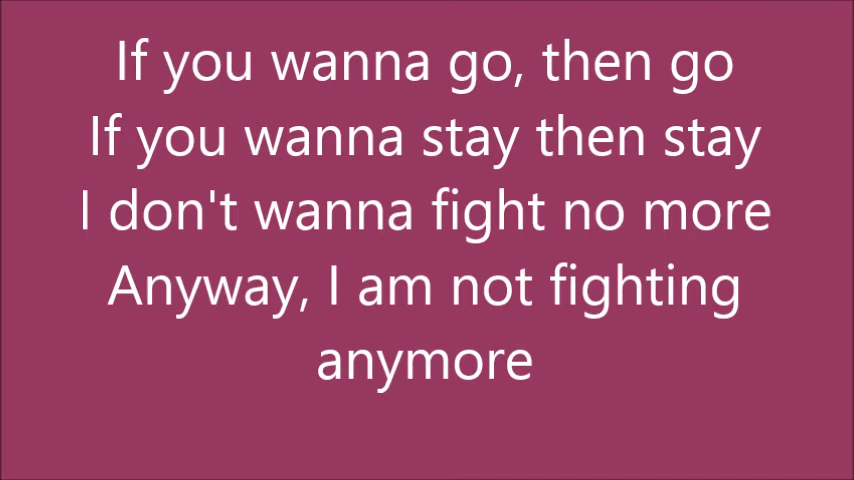 If you wanna go, then go
If you wanna stay then stay
I don't wanna fight no more
Anyway, I am not fighting
anymore